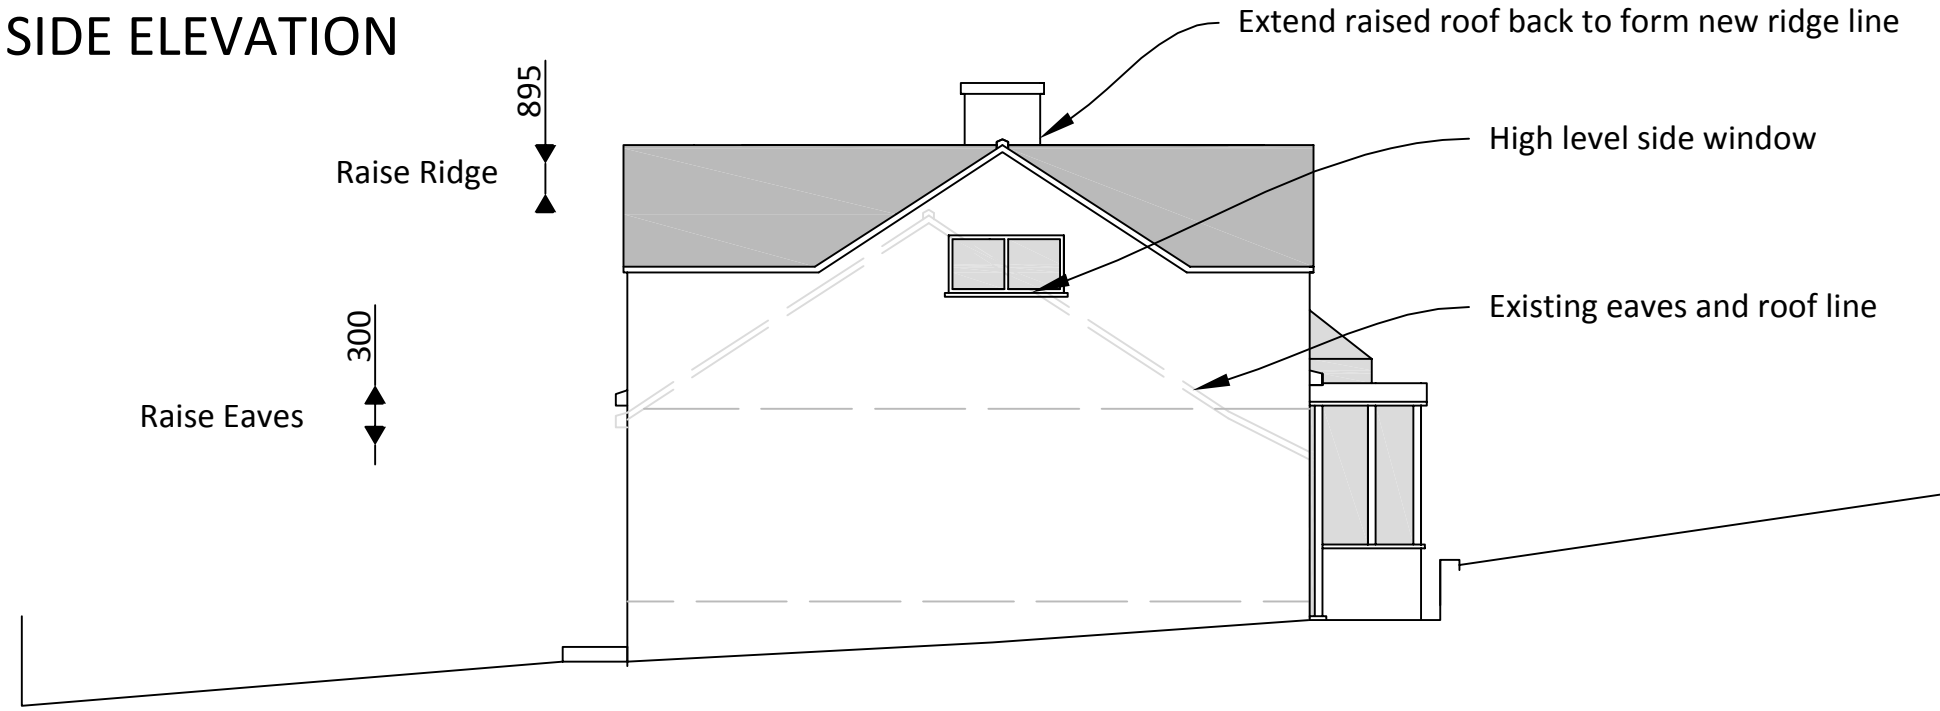 SIDE ELEVATION
Extend raised roof back to form new ridge line
895
High level side window
Raise Ridge
Existing eaves and roof line
300
Raise Eaves